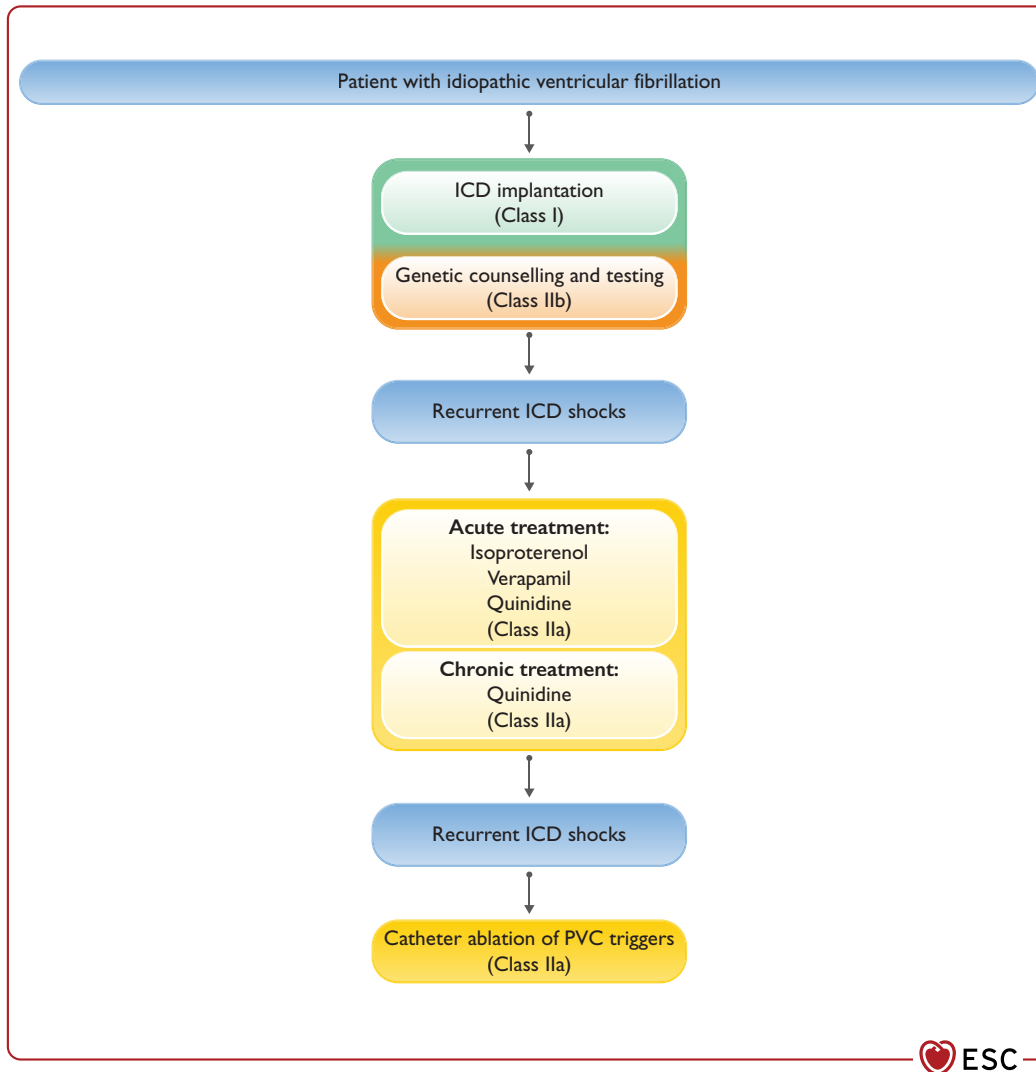 Patient with idiopathic ventricular fibrillation
ICD implantation
(Class I)
Genetic counselling and testing
(Class IIb)
Recurrent ICD shocks
Acute treatment:
Isoproterenol
Verapamil
Quinidine
(Class IIa)
Chronic treatment:
Quinidine
(Class IIa)
Recurrent ICD shocks
Catheter ablation of PVC triggers
(Class IIa)
ESC